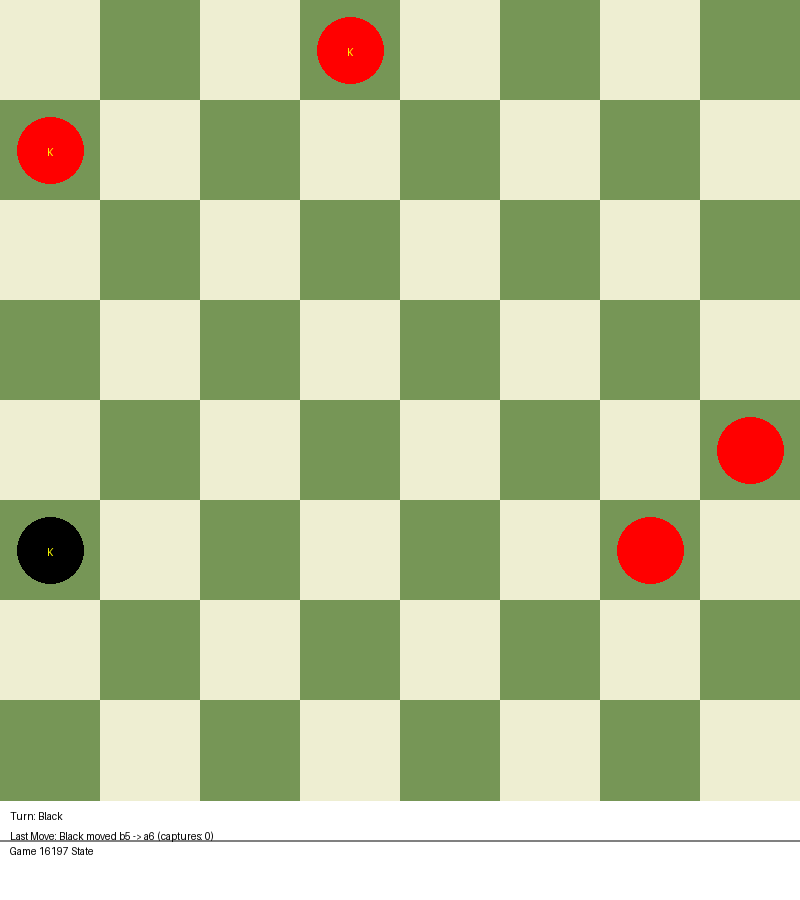 K
K
K
Turn: Black
Last Move: Black moved b5 -> a6 (captures: 0)
Game 16197 State